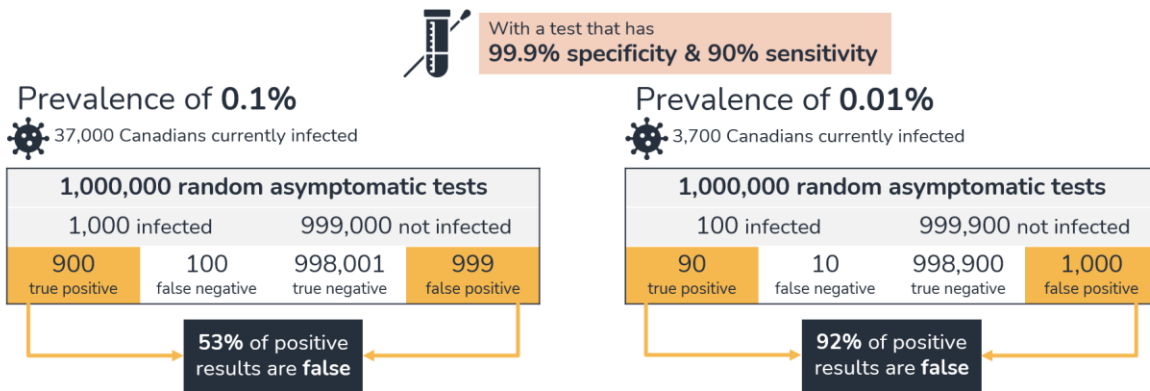 With a test that has
99.9% specificity & 90% sensitivity
Prevalence of 0.1%
37,000 Canadians currently infected
1,000,000 random asymptomatic tests
1,000 infected
999,000 not infected
900
true positive
100
false negative
998,001
true negative
999
false positive
53% of positive
results are false
Prevalence of 0.01%
3,700 Canadians currently infected
1,000,000 random asymptomatic tests
100 infected
999,900 not infected
90
true positive
10
false negative
998,900
true negative
1,000
false positive
92% of positive
results are false